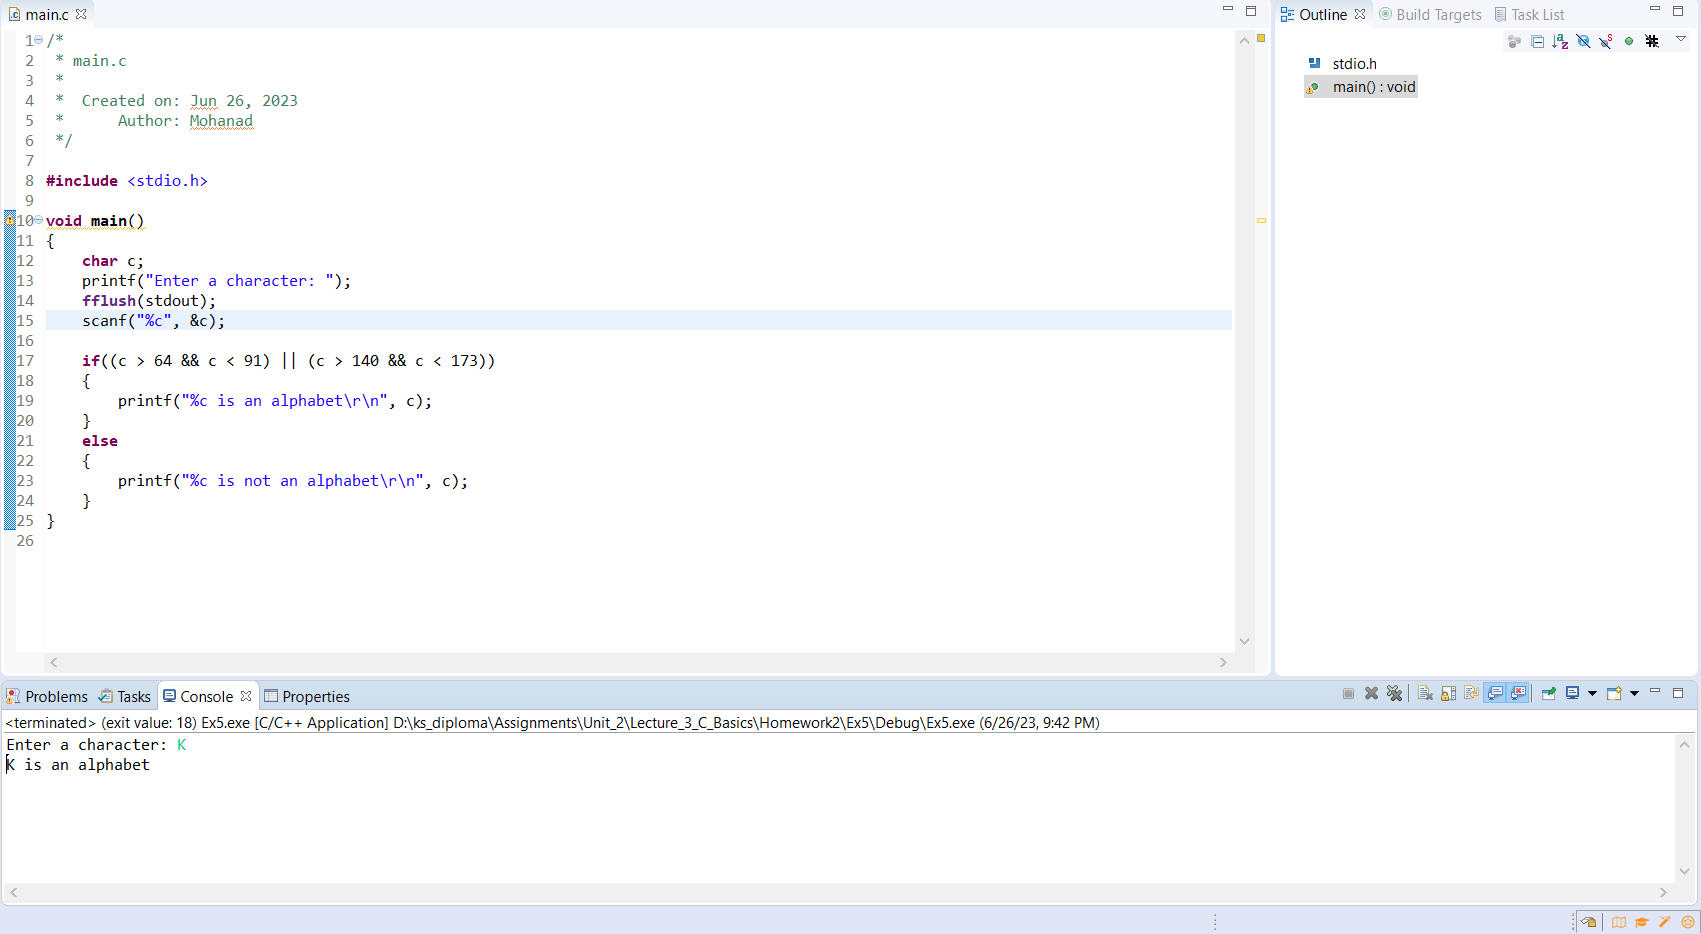 main.c
1 /*
2  * main.c
3  *
4  *  Created on: Jun 26, 2023
5  *      Author: Mohanad
6  */
7
8 #include <stdio.h>
9
10 void main()
11 {
12     char c;
13     printf("Enter a character: ");
14     fflush(stdout);
15     scanf("%c", &c);
16
17     if((c > 64 && c < 91) || (c > 140 && c < 173))
18     {
19         printf("%c is an alphabet\r\n", c);
20     }
21     else
22     {
23         printf("%c is not an alphabet\r\n", c);
24     }
25 }
26
Outline Build Targets Task List
stdio.h
main() : void
Problems Tasks Console Properties
<terminated> (exit value: 18) Ex5.exe [C/C++ Application] D:\ks_diploma\Assignments\Unit_2\Lecture_3_C_Basics\Homework2\Ex5\Debug\Ex5.exe (6/26/23, 9:42 PM)
Enter a character: K
K is an alphabet